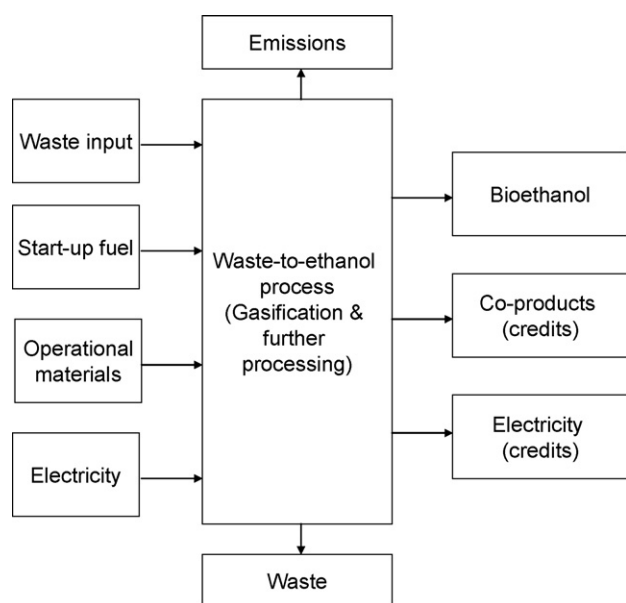 Emissions
Waste input
Start-up fuel
Operational
materials
Electricity
Waste-to-ethanol
process
(Gasification &
further
processing)
Bioethanol
Co-products
(credits)
Electricity
(credits)
Waste